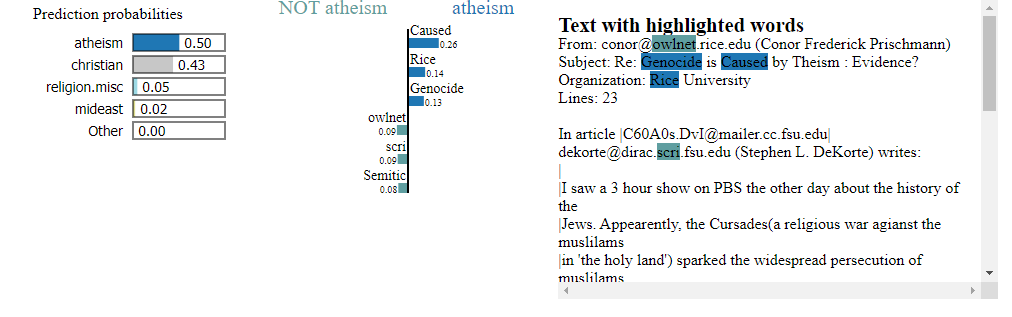 Prediction probabilities
atheism 0.50
christian 0.43
religion.misc 0.05
mideast 0.02
Other 0.00
NOT atheism atheism
Caused
0.26
Rice
0.14
Genocide
0.13
owlnet
0.09
scri
0.09
Semitic
0.08
Text with highlighted words
From: conor@owlnet.rice.edu (Conor Frederick Prischmann)
Subject: Re: Genocide is Caused by Theism : Evidence?
Organization: Rice University
Lines: 23
In article |C60A0s.DvI@mailer.cc.fsu.edu|
dekorte@dirac.scri.fsu.edu (Stephen L. DeKorte) writes:
|
|I saw a 3 hour show on PBS the other day about the history of
the
|Jews. Appearently, the Cursades(a religious war agianst the
muslilams
|in 'the holy land') sparked the widespread persecution of
muslilams